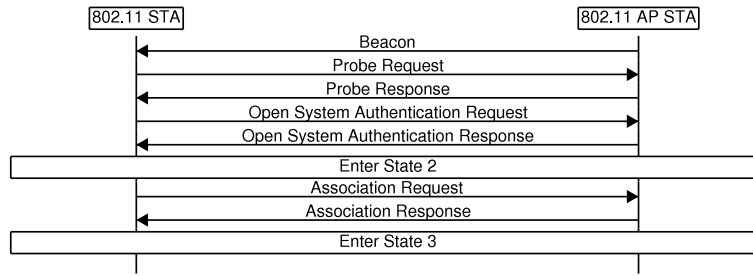 802.11 STA
802.11 AP STA
Beacon
Probe Request
Probe Response
Open System Authentication Request
Open System Authentication Response
Enter State 2
Association Request
Association Response
Enter State 3